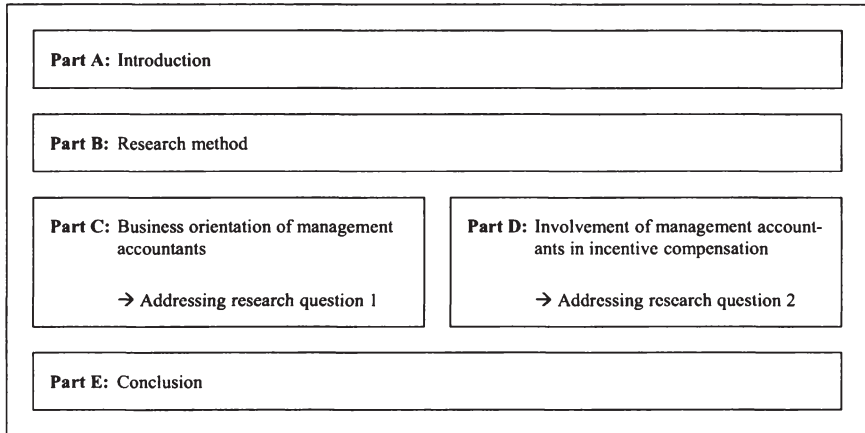 Part A: Introduction
Part B: Research method
Part C: Business orientation of management
accountants
→ Addressing research question 1
Part D: Involvement of management account-
ants in incentive compensation
→ Addressing research question 2
Part E: Conclusion